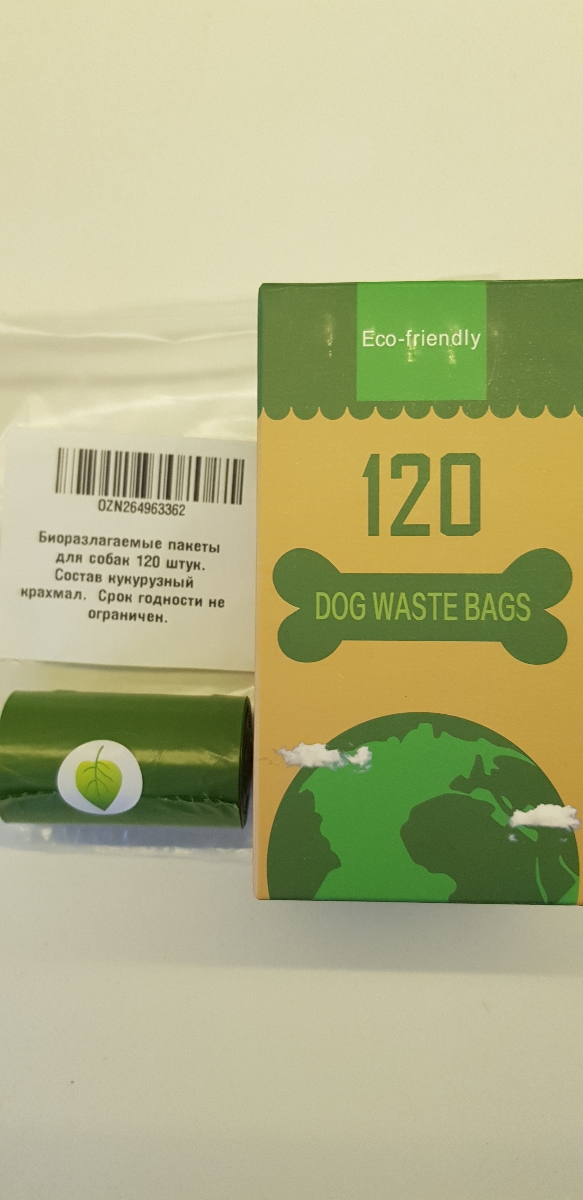 OZN264963362
Биоразлагаемые пакеты
для собак 120 штук.
Состав кукурузный
крахмал. Срок годности не
ограничен.
Eco-friendly
120
DOG WASTE BAGS